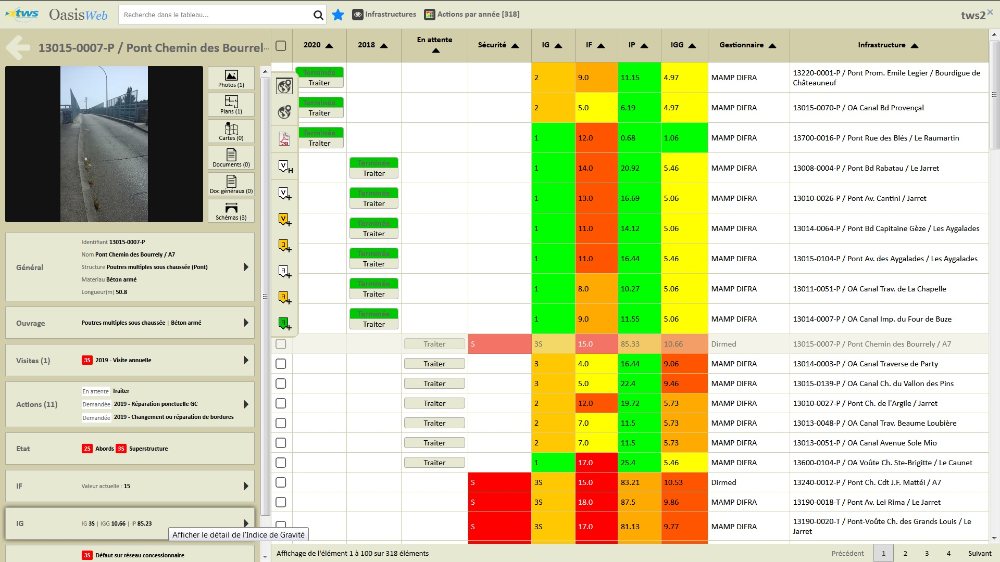 tws OasisWeb Recherche dans le tableau... Infrastructures Actions par année [318] tws2
13015-0007-P / Pont Chemin des Bourrel...
Photos (1)
Plans (1)
Cartes (0)
Documents (0)
Doc généraux (0)
Schémas (3)
Général
Identifiant 13015-0007-P
Nom Pont Chemin des Bourrely / A7
Structure Poutres multiples sous chaussée (Pont)
Materiau Béton armé
Longueur(m) 50.8
Ouvrage Poutres multiples sous chaussée | Béton armé
Visites (1) 3S 2019 - Visite annuelle
Actions (11)
En attente Traiter
Demandée 2019 - Réparation ponctuelle GC
Demandée 2019 - Changement ou réparation de bordures
Etat 2S Abords 3S Superstructure
IF Valeur actuelle : 15
IG IG 3S | IGG 10,66 | IP 85.23
Afficher le détail de l'Indice de Gravité
3S Défaut sur réseau concessionnaire
PDF
V H
V +
V +
D +
A +
A +
A +
2020 2018 En attente Sécurité IG IF IP IGG Gestionnaire Infrastructure
Terminée Traiter 2 9.0 11.15 4.97 MAMP DIFRA 13220-0001-P / Pont Prom. Emile Legier / Bourdigue de
Châteauneuf
Terminée Traiter 2 5.0 6.19 4.97 MAMP DIFRA 13015-0070-P / OA Canal Bd Provençal
Terminée Traiter 1 12.0 0.68 1.06 MAMP DIFRA 13700-0016-P / Pont Rue des Blés / Le Raumartin
Terminée Traiter 1 14.0 20.92 5.46 MAMP DIFRA 13008-0004-P / Pont Bd Rabatau / Le Jarret
Terminée Traiter 1 13.0 16.69 5.06 MAMP DIFRA 13010-0026-P / Pont Av. Cantini / Jarret
Terminée Traiter 1 11.0 14.12 5.06 MAMP DIFRA 13014-0064-P / Pont Bd Capitaine Gèze / Les Aygalades
Terminée Traiter 1 11.0 16.44 5.46 MAMP DIFRA 13015-0104-P / Pont Av. des Aygalades / Les Aygalades
Terminée Traiter 1 8.0 10.27 5.06 MAMP DIFRA 13011-0051-P / OA Canal Trav. de La Chapelle
Terminée Traiter 1 9.0 11.55 5.06 MAMP DIFRA 13014-0007-P / OA Canal Imp. du Four de Buze
Traiter S 3S 15.0 85.33 10.66 Dirmed 13015-0007-P / Pont Chemin des Bourrely / A7
Traiter 3 4.0 16.44 9.06 MAMP DIFRA 13014-0003-P / OA Canal Traverse de Party
Traiter 3 5.0 22.4 9.46 MAMP DIFRA 13015-0139-P / OA Canal Ch. du Vallon des Pins
Traiter 2 12.0 19.72 5.73 MAMP DIFRA 13010-0027-P / Pont Ch. de l'Argile / Jarret
Traiter 2 7.0 11.5 5.73 MAMP DIFRA 13013-0048-P / OA Canal Trav. Beaume Loubière
Traiter 2 7.0 11.5 5.73 MAMP DIFRA 13013-0051-P / OA Canal Avenue Sole Mio
Traiter 1 17.0 25.4 5.46 MAMP DIFRA 13600-0104-P / OA Voûte Ch. Ste-Brigitte / Le Caunet
S 3S 15.0 83.21 10.53 Dirmed 13240-0012-P / Pont Ch. Cdt J.F. Mattéi / A7
S 3S 18.0 87.5 9.86 MAMP DIFRA 13190-0018-T / Pont Av. Lei Rima / Le Jarret
S 3S 17.0 81.13 9.77 MAMP DIFRA 13190-0020-T / Pont-Voûte Ch. des Grands Louis / Le
Jarret
Affichage de l'élément 1 à 100 sur 318 éléments Précédent 1 2 3 4 Suivant